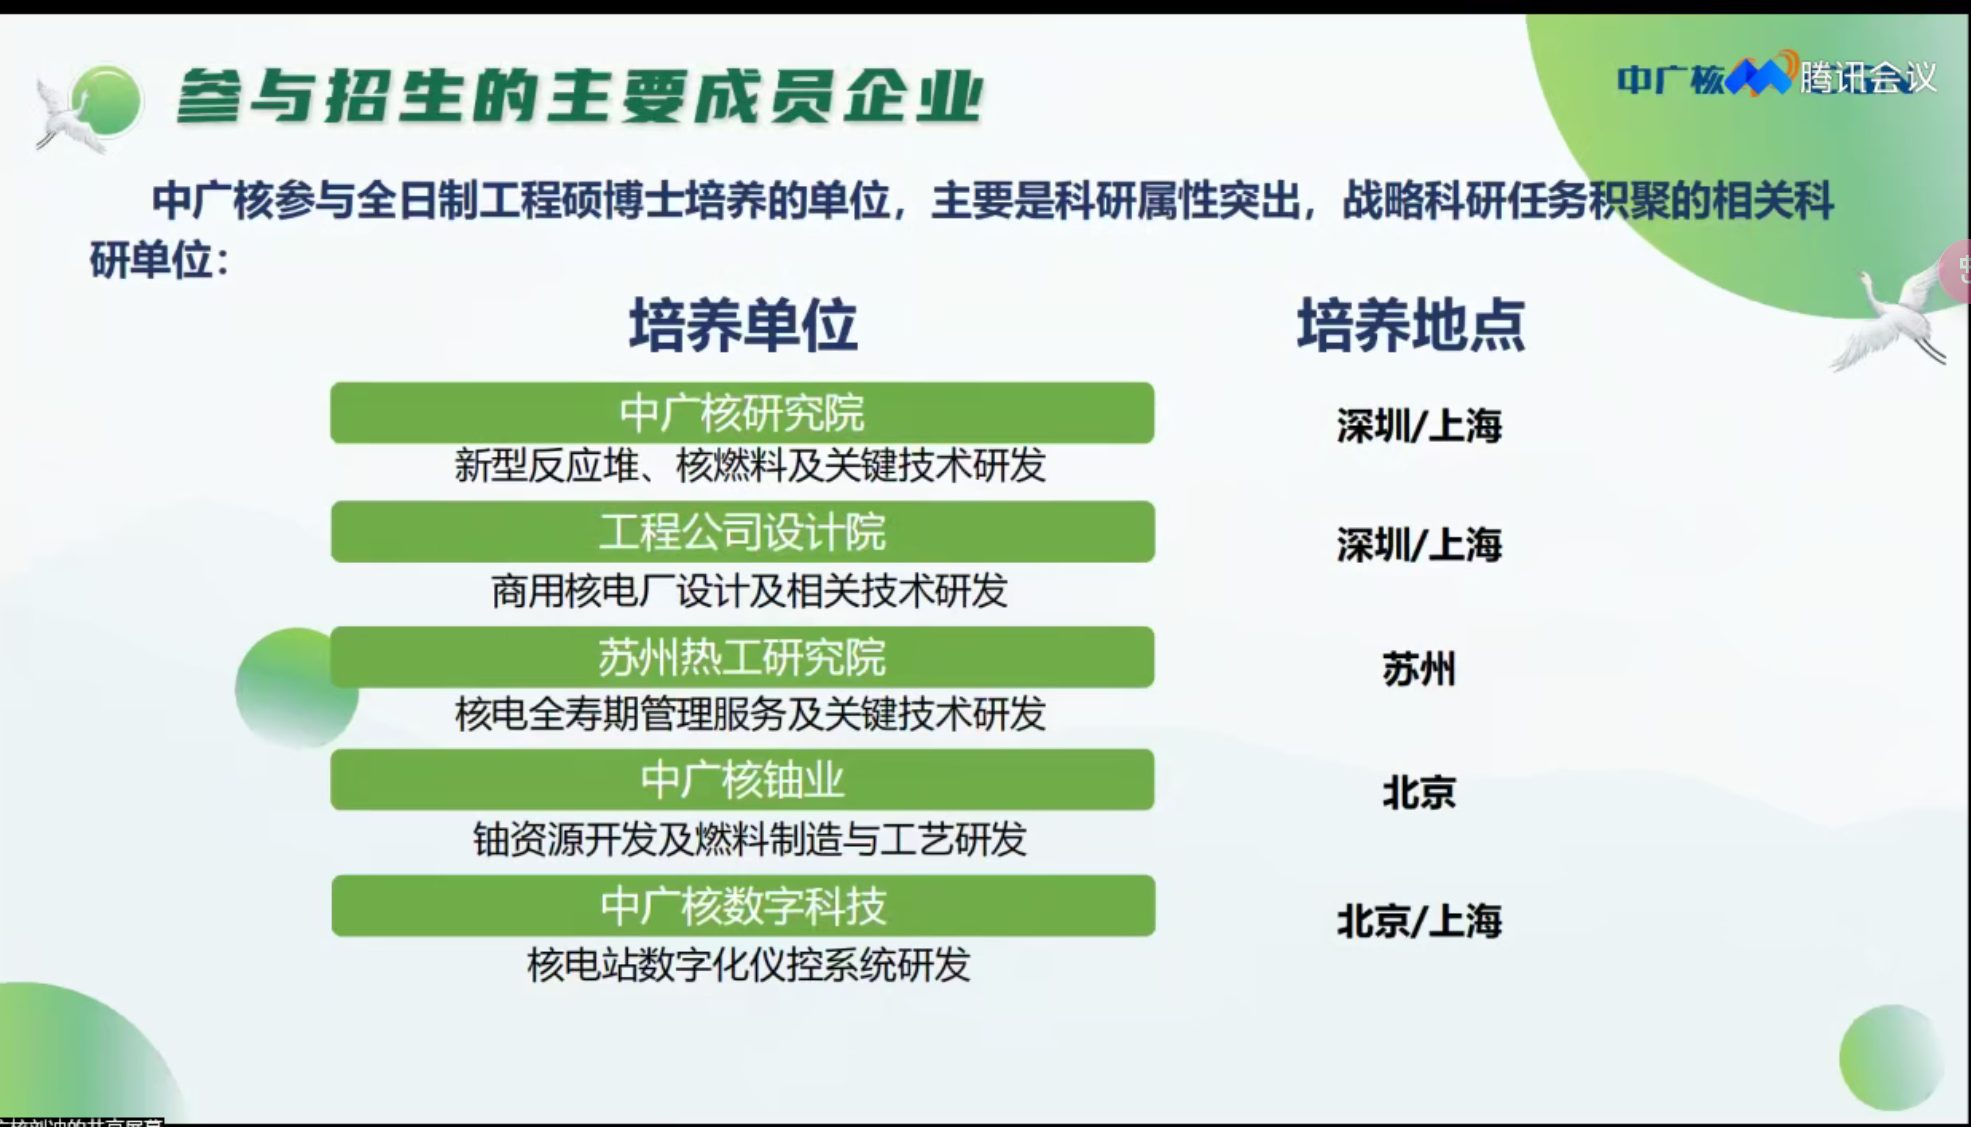 参与招生的主要成员企业
中广核
腾讯会议
中广核参与全日制工程硕博士培养的单位，主要是科研属性突出，战略科研任务积聚的相关科
研单位：
培养单位
培养地点
中广核研究院
深圳/上海
新型反应堆、核燃料及关键技术研发
工程公司设计院
深圳/上海
商用核电厂设计及相关技术研发
苏州热工研究院
苏州
核电全寿期管理服务及关键技术研发
中广核铀业
北京
铀资源开发及燃料制造与工艺研发
中广核数字科技
北京/上海
核电站数字化仪控系统研发